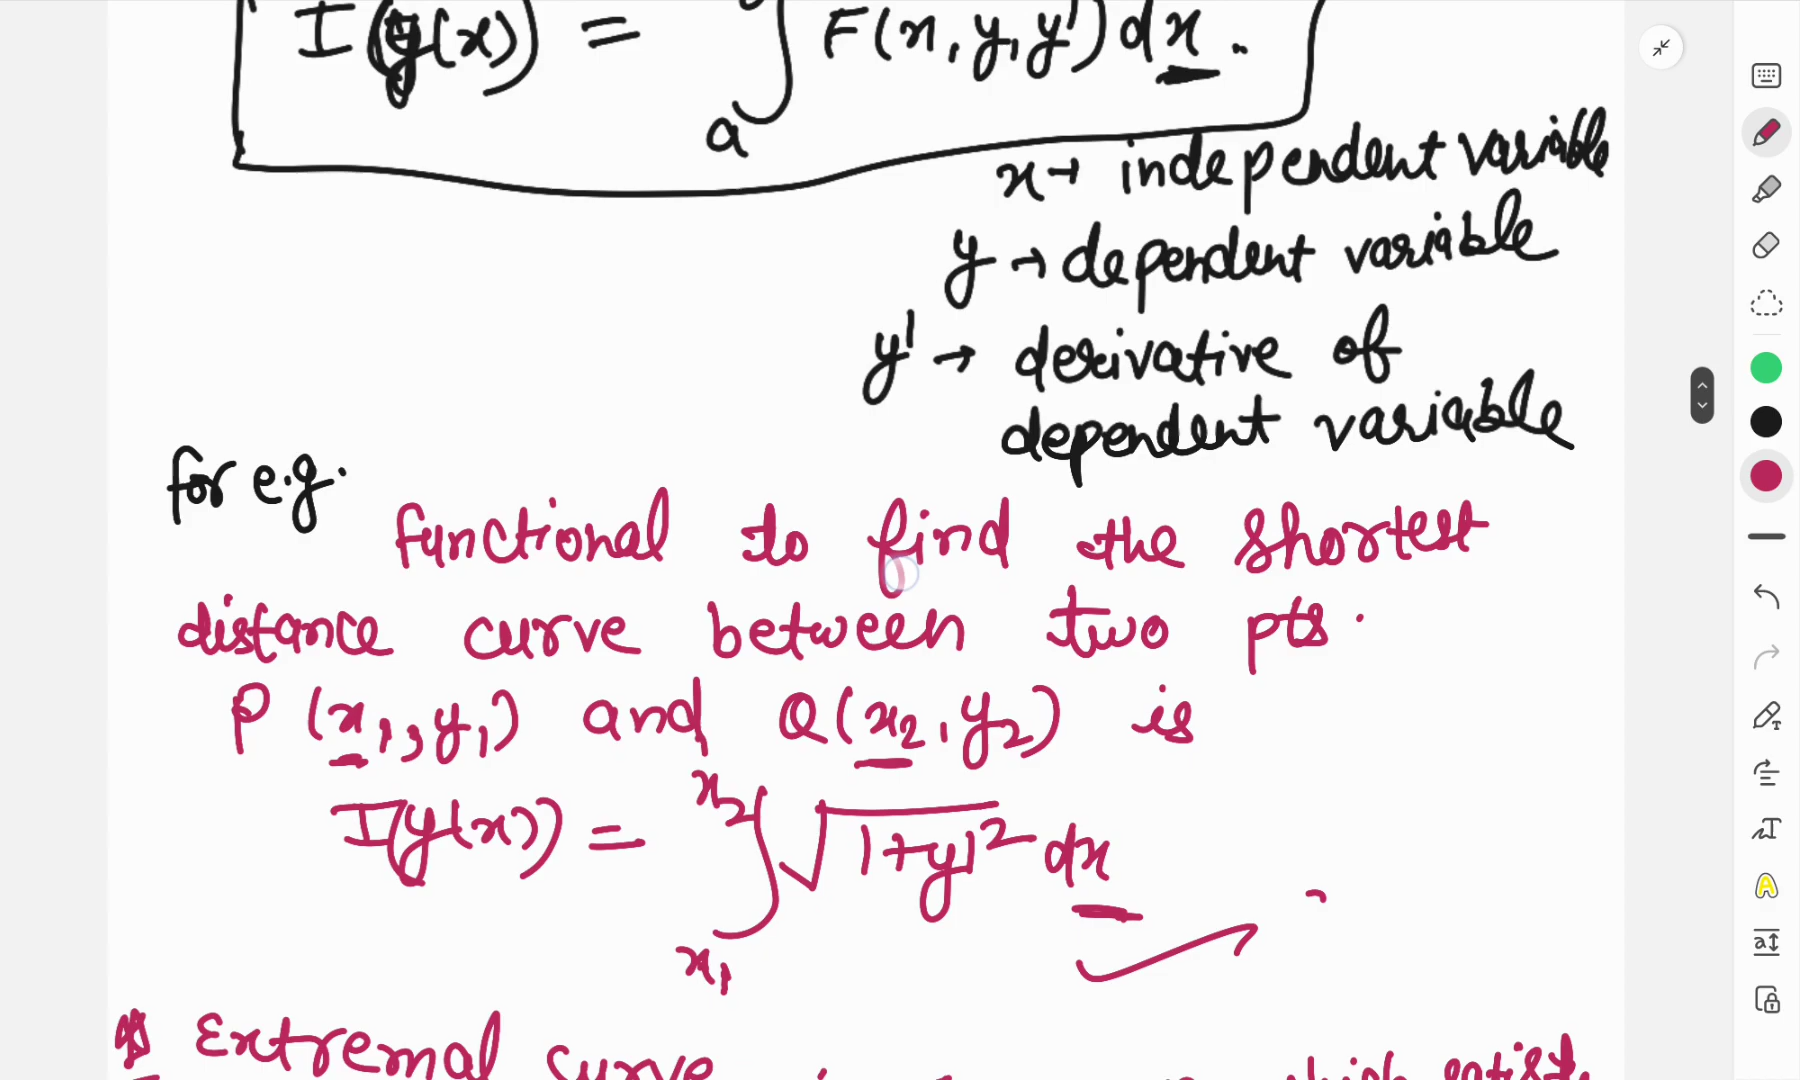 I(y(x)) = ∫ F(x, y, y') dx.
a
x → independent variable
y → dependent variable
y' → derivative of
dependent variable
for e.g.
functional to find the shortest
distance curve between two pts.
P (x₁, y₁) and Q(x₂, y₂) is
x₂
I(y(x)) = ∫ √1+y'² dx
x₁
Extremal curve